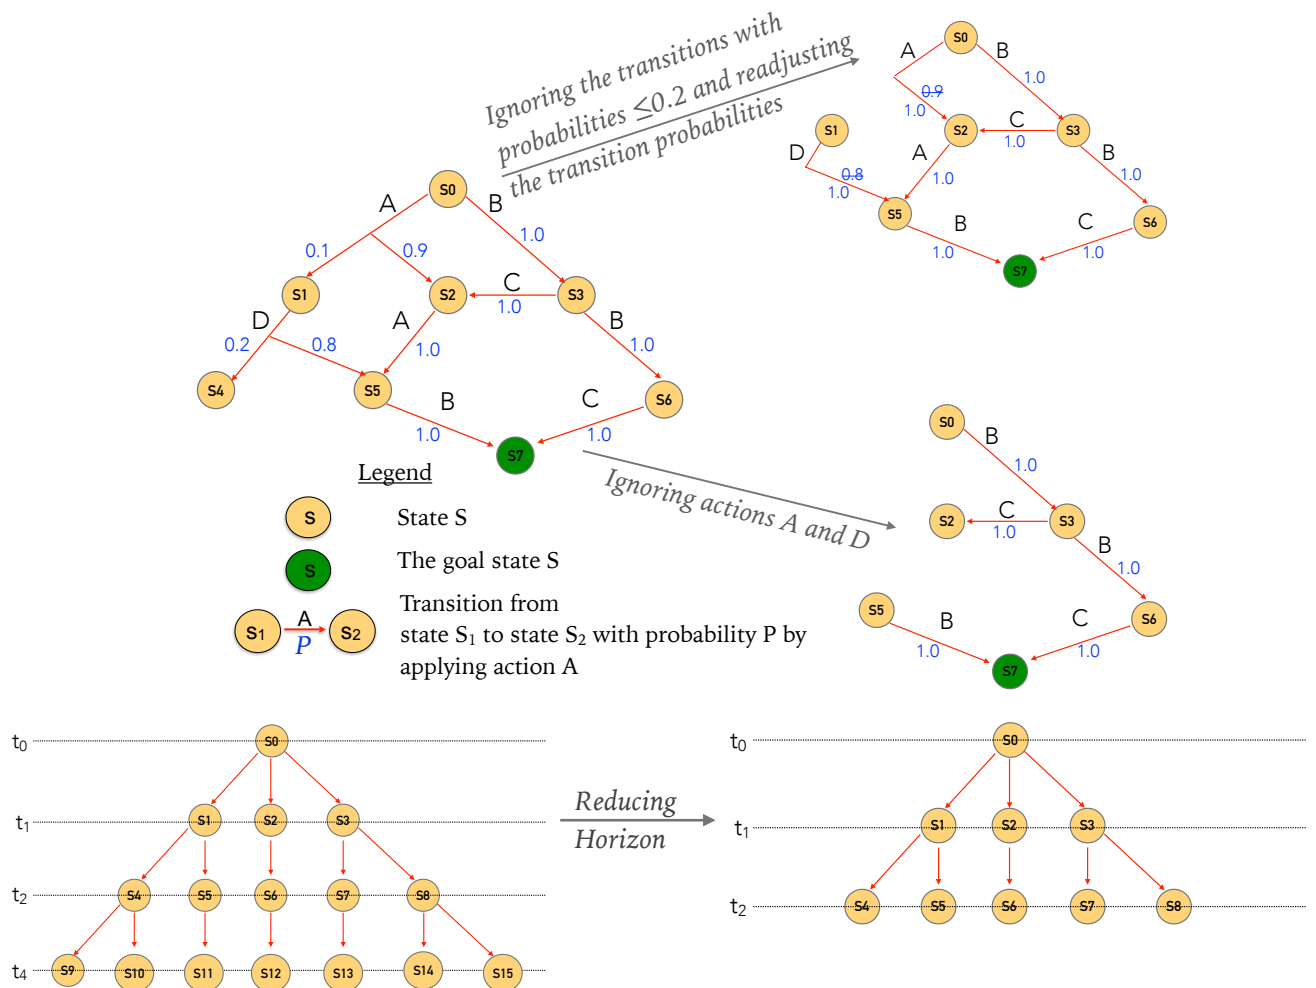 Ignoring the transitions with
probabilities ≤0.2 and readjusting
the transition probabilities
S0
A
B
0.1
0.9
1.0
S1
S2
C
1.0
S3
D
A
B
0.2
0.8
1.0
1.0
S4
S5
S6
B
C
1.0
1.0
S7
S0
A
B
0.9
1.0
1.0
S1
S2
C
1.0
S3
D
A
B
0.8
1.0
1.0
1.0
S5
S6
B
C
1.0
1.0
S7
Ignoring actions A and D
S0
B
1.0
S2
C
1.0
S3
B
1.0
S5
S6
B
C
1.0
1.0
S7
Legend
S
State S
S
The goal state S
S1
A
P
S2
Transition from
state S1 to state S2 with probability P by
applying action A
t0
S0
t1
S1
S2
S3
t2
S4
S5
S6
S7
S8
t4
S9
S10
S11
S12
S13
S14
S15
Reducing
Horizon
t0
S0
t1
S1
S2
S3
t2
S4
S5
S6
S7
S8